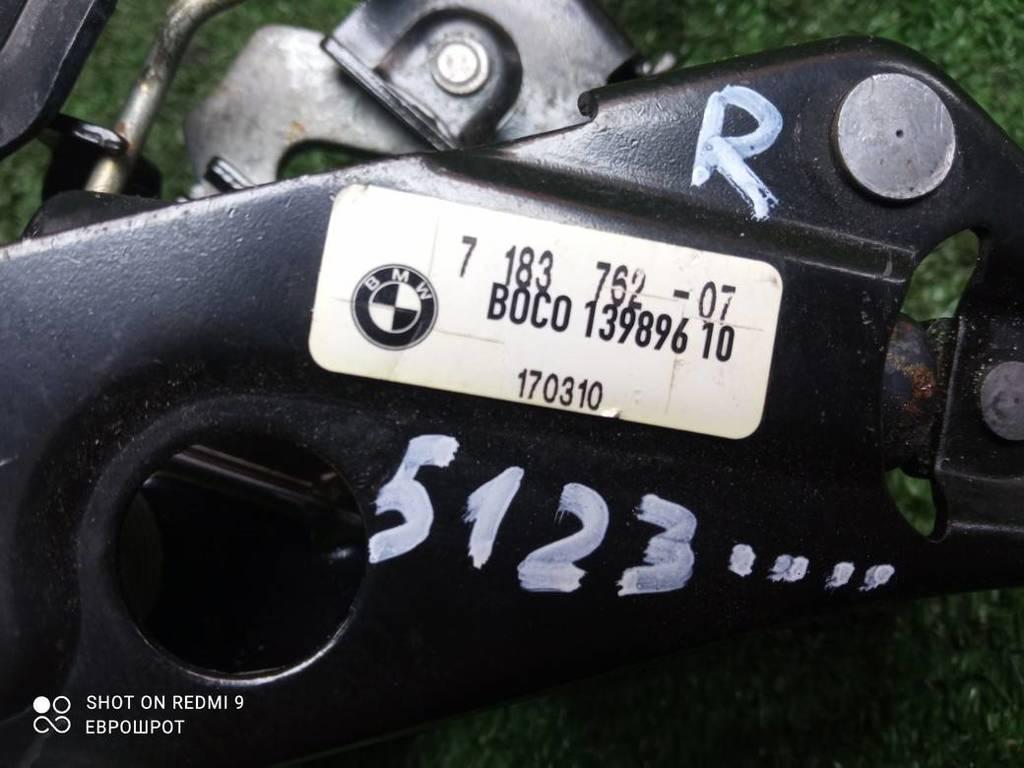 R
BMW
7 183 762 - 07
BOCO 139896 10
170310
5123....
SHOT ON REDMI 9
ЕВРОШРОТ